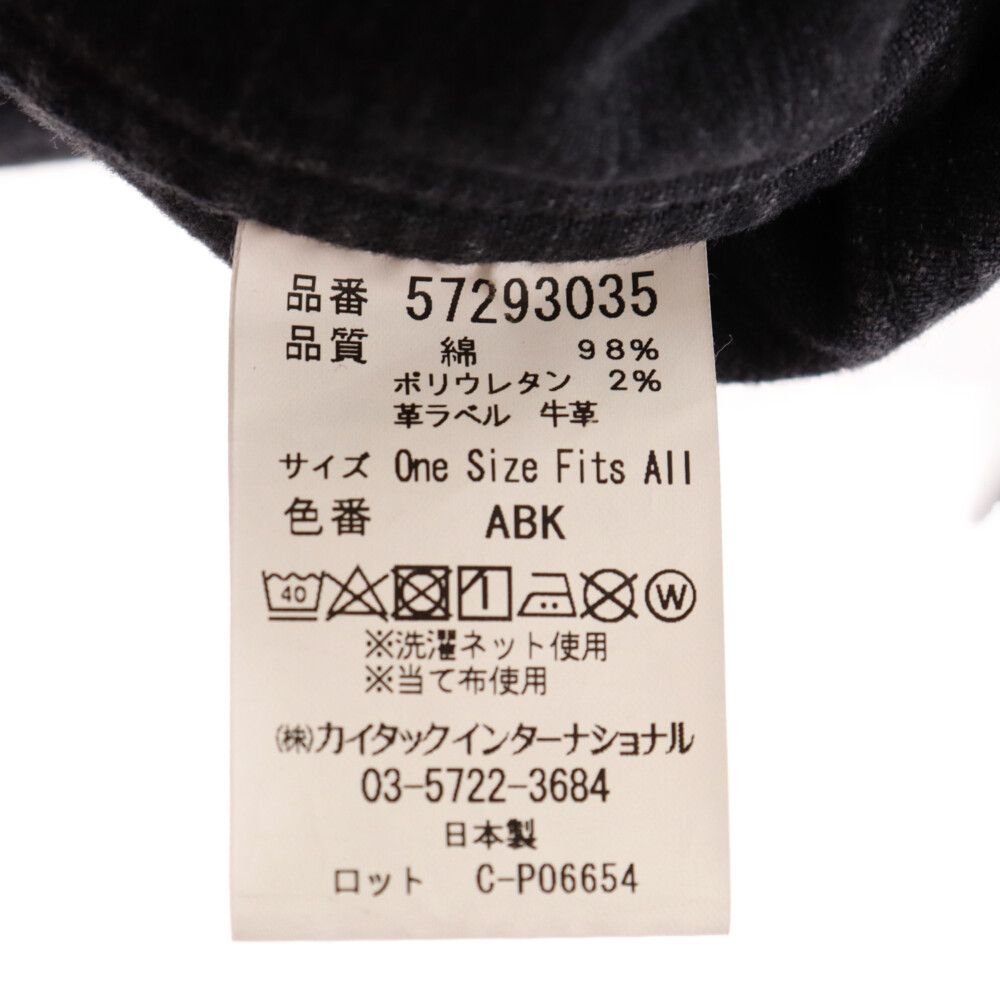 品番 57293035
品質 綿 98%
ポリウレタン 2%
革ラベル 牛革
サイズ One Size Fits All
色番 ABK
40 W
※洗濯ネット使用
※当て布使用
㈱カイタックインターナショナル
03-5722-3684
日本製
ロット C-P06654